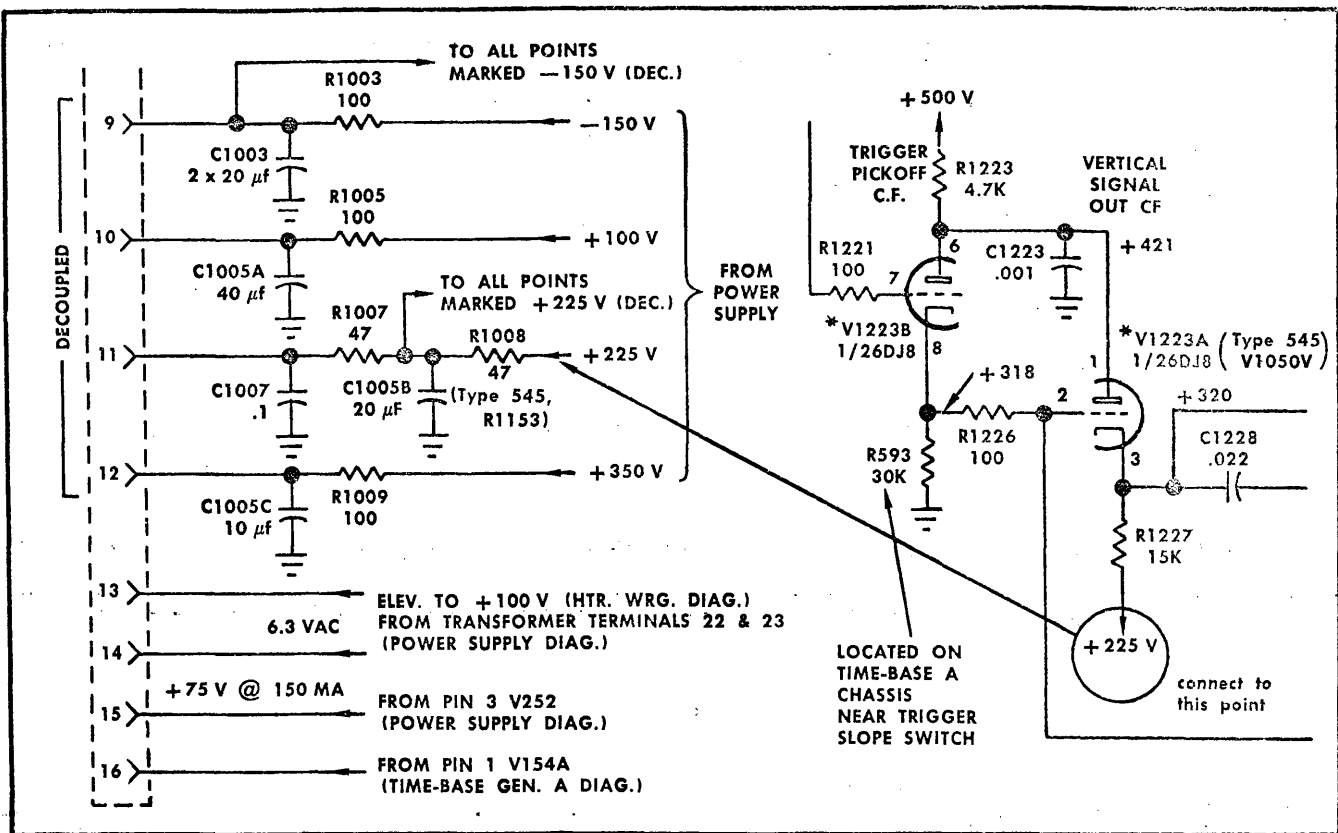 TO ALL POINTS
MARKED —150 V (DEC.)
R1003
100
9
—150 V
C1003
2 x 20 µf
R1005
100
10
+100 V
C1005A
40 µf
TO ALL POINTS
MARKED +225 V (DEC.)
R1007
47
R1008
47
11
+225 V
C1007
.1
C1005B
20 µF
(Type 545,
R1153)
12
+350 V
C1005C
10 µf
R1009
100
DECOUPLED
FROM
POWER
SUPPLY
13
ELEV. TO +100 V (HTR. WRG. DIAG.)
6.3 VAC
FROM TRANSFORMER TERMINALS 22 & 23
(POWER SUPPLY DIAG.)
14
+75 V @ 150 MA
15
FROM PIN 3 V252
(POWER SUPPLY DIAG.)
16
FROM PIN 1 V154A
(TIME-BASE GEN. A DIAG.)
+500 V
TRIGGER
PICKOFF
C.F.
R1223
4.7K
VERTICAL
SIGNAL
OUT CF
+421
R1221
100
6
7
8
C1223
.001
*V1223B
1/26DJ8
*V1223A (Type 545)
1/26DJ8 V1050V)
1
2
3
+318
+320
R1226
100
C1228
.022
R593
30K
R1227
15K
+225 V
connect to
this point
LOCATED ON
TIME-BASE A
CHASSIS
NEAR TRIGGER
SLOPE SWITCH